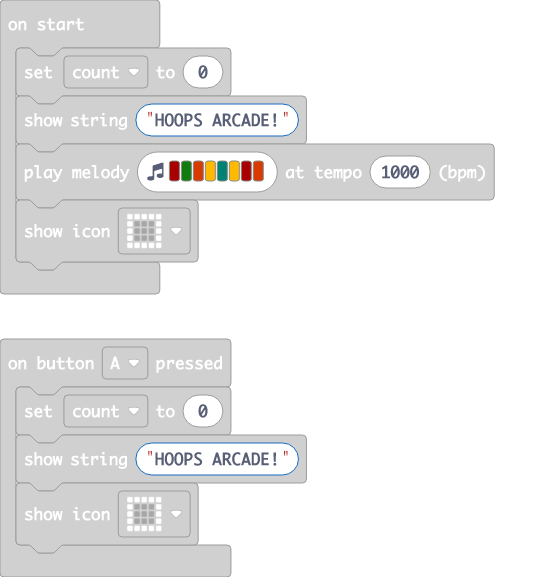 on start
set count to 0
show string "HOOPS ARCADE!"
play melody at tempo 1000 (bpm)
show icon
on button A pressed
set count to 0
show string "HOOPS ARCADE!"
show icon